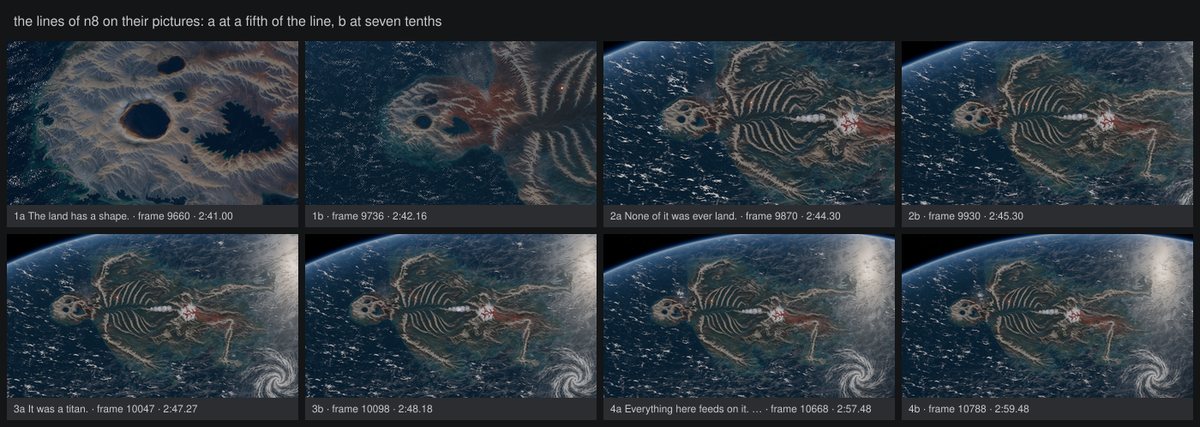 the lines of n8 on their pictures: a at a fifth of the line, b at seven tenths
1a The land has a shape. · frame 9660 · 2:41.00
1b · frame 9736 · 2:42.16
2a None of it was ever land. · frame 9870 · 2:44.30
2b · frame 9930 · 2:45.30
3a It was a titan. · frame 10047 · 2:47.27
3b · frame 10098 · 2:48.18
4a Everything here feeds on it. … · frame 10668 · 2:57.48
4b · frame 10788 · 2:59.48